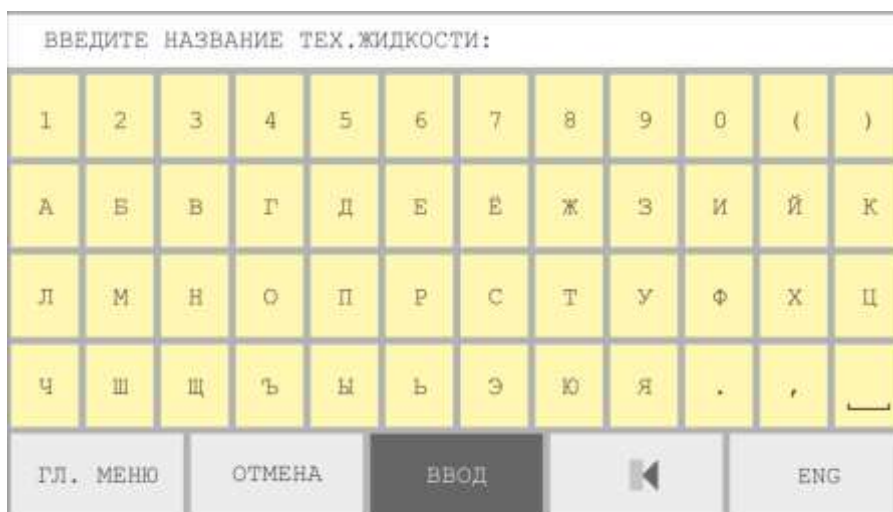 ВВЕДИТЕ НАЗВАНИЕ ТЕХ.ЖИДКОСТИ:
1 2 3 4 5 6 7 8 9 0 ( )
А Б В Г Д Е Ё Ж З И Й К
Л М Н О П Р С Т У Ф Х Ц
Ч Ш Щ Ъ Ы Ь Э Ю Я . ,
ГЛ. МЕНЮ ОТМЕНА ВВОД ENG